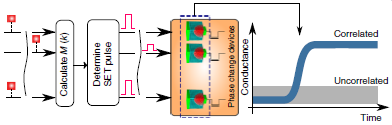 Calculate M (k)
Determine
SET pulse
Phase change devices
Conductance
Correlated
Uncorrelated
Time